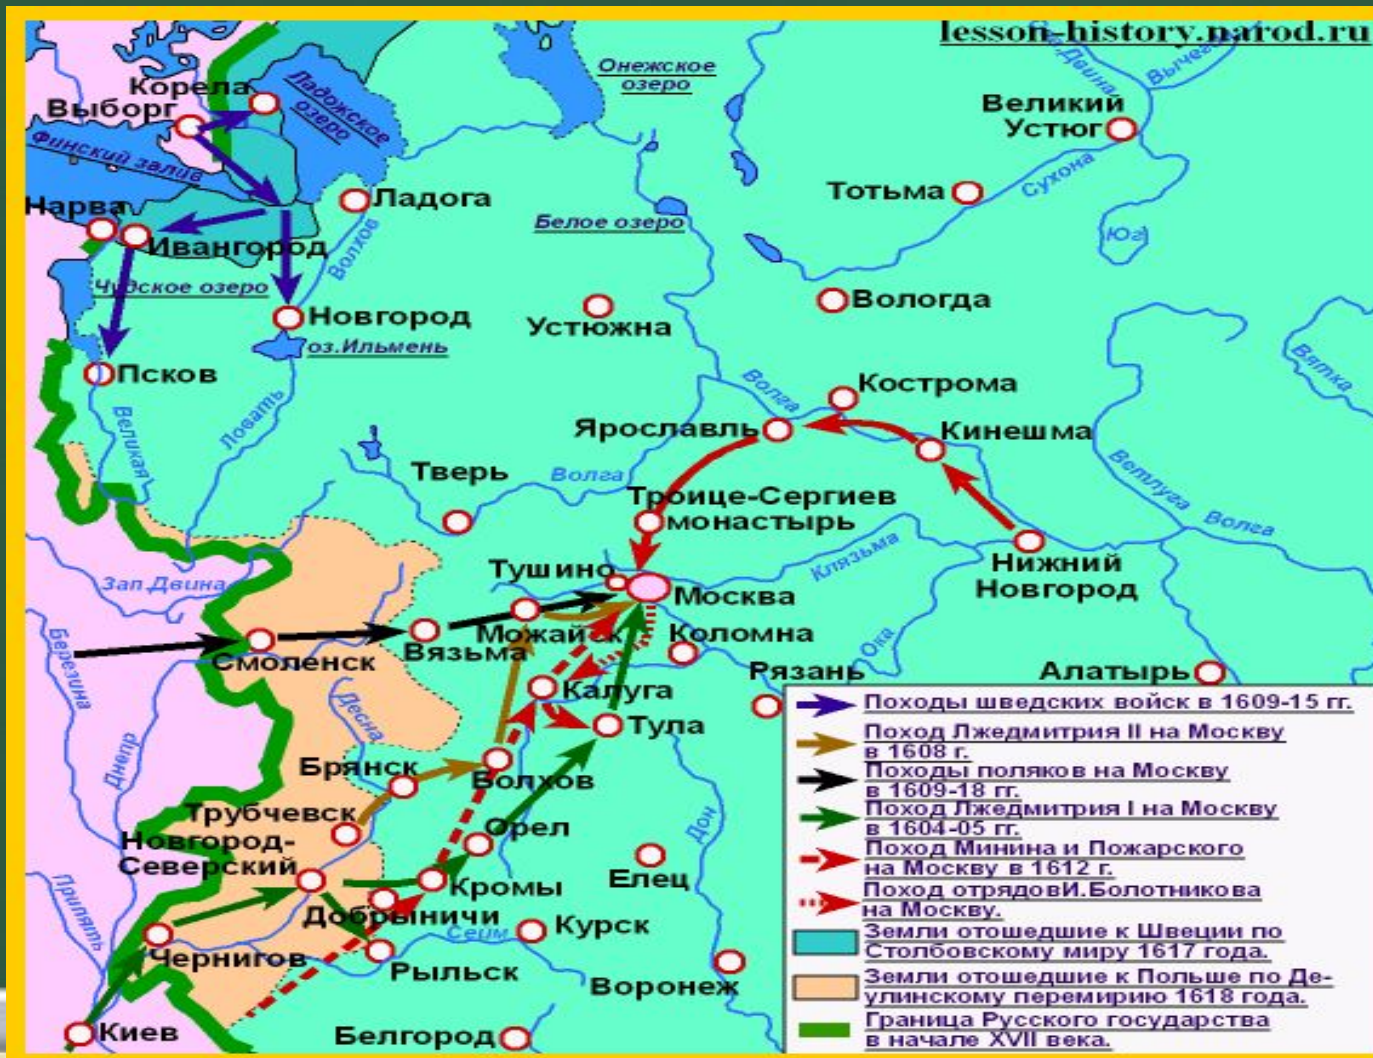 lesson-history.narod.ru
Онежское
озеро
Сев.Двина
Вычегда
Корела
Выборг
Ладожское
озеро
Великий
Устюг
Финский залив
Сухона
Тотьма
Нарва
Ладога
Белое озеро
Ивангород
Волхов
Юг
Чудское озеро
Вологда
Новгород
Устюжна
оз.Ильмень
Псков
Вятка
Волга
Кострома
Великая
Ловать
Ярославль
Кинешма
Тверь
Волга
Ветлуга
Волга
Троице-Сергиев
монастырь
Клязьма
Нижний
Новгород
Зап.Двина
Тушино
Москва
Можайск
Коломна
Березина
Смоленск
Вязьма
Ока
Рязань
Алатырь
Калуга
Десна
Тула
Днепр
Брянск
Болхов
Трубчевск
Дон
Новгород-
Северский
Орел
Елец
Кромы
Припять
Добрыничи
Сейм
Курск
Чернигов
Рыльск
Воронеж
Киев
Белгород
Походы шведских войск в 1609-15 гг.
Поход Лжедмитрия II на Москву
в 1608 г.
Походы поляков на Москву
в 1609-18 гг.
Поход Лжедмитрия I на Москву
в 1604-05 гг.
Поход Минина и Пожарского
на Москву в 1612 г.
Поход отрядовИ.Болотникова
на Москву.
Земли отошедшие к Швеции по
Столбовскому миру 1617 года.
Земли отошедшие к Польше по Де-
улинскому перемирию 1618 года.
Граница Русского государства
в начале XVII века.